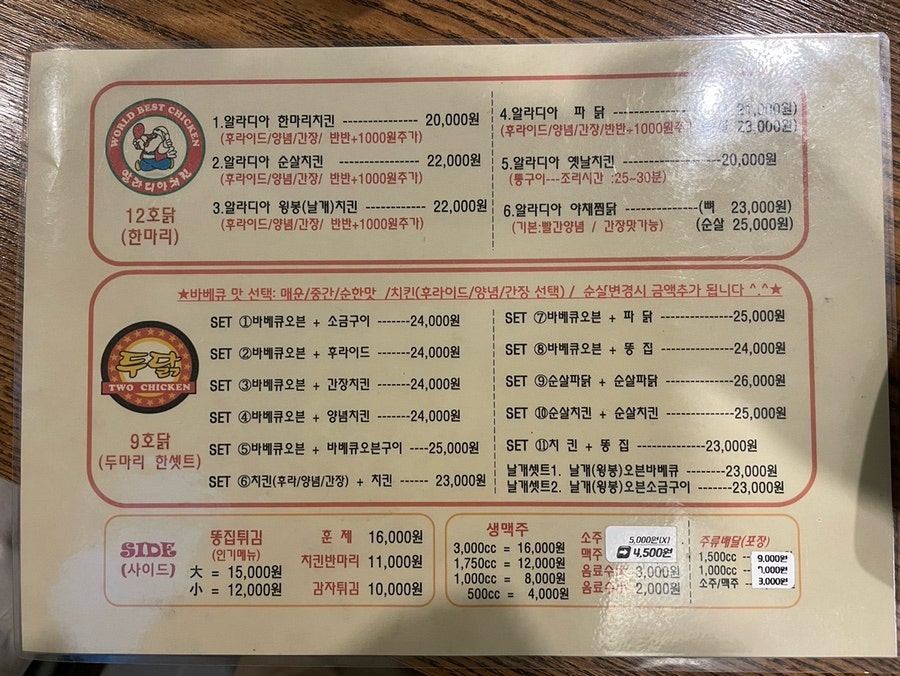 WORLD BEST CHICKEN
알라디아치킨
12호닭
(한마리)
1.알라디아 한마리치킨 ---------------- 20,000원
(후라이드/양념/간장/ 반반+1000원추가)
2.알라디아 순살치킨 ---------------- 22,000원
(후라이드/양념/간장/ 반반+1000원추가)
3.알라디아 윙봉(날개)치킨 ------------ 22,000원
(후라이드/양념/간장/ 반반+1000원추가)
4.알라디아 파 닭 ---------------- 21,000원)
(후라이드/양념/간장/반반+1000원추가 23,000원)
5.알라디아 옛날치킨 -------------------20,000원
(통구이---조리시간 :25~30분)
6.알라디아 야채찜닭 --------------(뼈 23,000원)
(기본:빨간양념 / 간장맛가능) (순살 25,000원)
★바베큐 맛 선택: 매운/중간/순한맛 /치킨(후라이드/양념/간장 선택) / 순살변경시 금액추가 됩니다 ^.^★
두닭
TWO CHICKEN
9호닭
(두마리 한셋트)
SET ①바베큐오븐 + 소금구이 -------24,000원
SET ②바베큐오븐 + 후라이드 -------24,000원
SET ③바베큐오븐 + 간장치킨 -------24,000원
SET ④바베큐오븐 + 양념치킨 -------24,000원
SET ⑤바베큐오븐 + 바베큐오븐구이 ----25,000원
SET ⑥치킨(후라/양념/간장) + 치킨 ------ 23,000원
SET ⑦바베큐오븐 + 파 닭 ---------------25,000원
SET ⑧바베큐오븐 + 똥 집 ---------------24,000원
SET ⑨순살파닭 + 순살파닭 --------------26,000원
SET ⑩순살치킨 + 순살치킨 --------------25,000원
SET ⑪치 킨 + 똥 집 ------------------23,000원
날개셋트1. 날개(윙봉)오븐바베큐 --------23,000원
날개셋트2. 날개(윙봉)오븐소금구이 -------23,000원
SIDE
(사이드)
똥집튀김
(인기메뉴)
大 = 15,000원
小 = 12,000원
훈 제 16,000원
치킨반마리 11,000원
감자튀김 10,000원
생맥주
3,000cc = 16,000원
1,750cc = 12,000원
1,000cc = 8,000원
500cc = 4,000원
소주 5,000원(X)
맥주 ➡ 4,500원
음료수 3,000원
음료수 2,000원
주류배달(포장)
1,500cc -- 9,000원
1,000cc -- 7,000원
소주/맥주 -- 3,000원